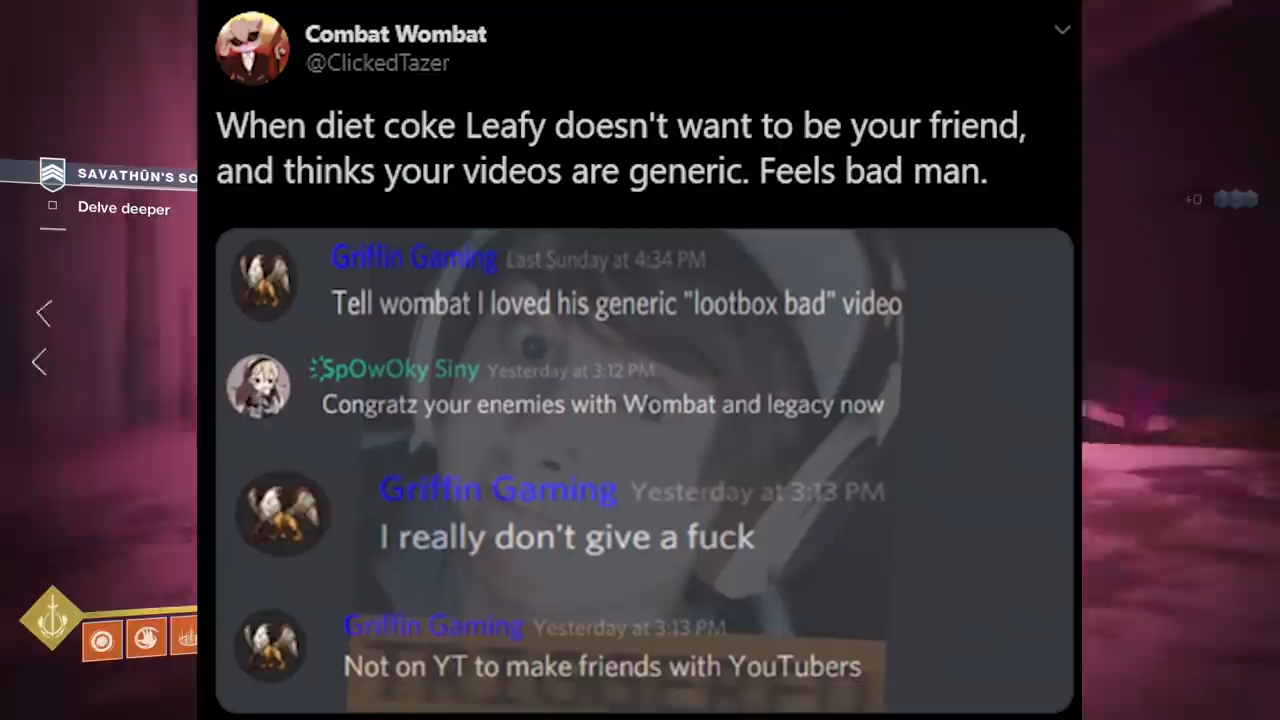 Combat Wombat
@ClickedTazer
When diet coke Leafy doesn't want to be your friend,
and thinks your videos are generic. Feels bad man.
SAVATHÛN'S SO
Delve deeper
+0
Griffin Gaming Last Sunday at 4:34 PM
Tell wombat I loved his generic "lootbox bad" video
SpOwOky Siny Yesterday at 3:12 PM
Congratz your enemies with Wombat and legacy now
Griffin Gaming Yesterday at 3:13 PM
I really don't give a fuck
Griffin Gaming Yesterday at 3:13 PM
Not on YT to make friends with YouTubers
TRIGGERED